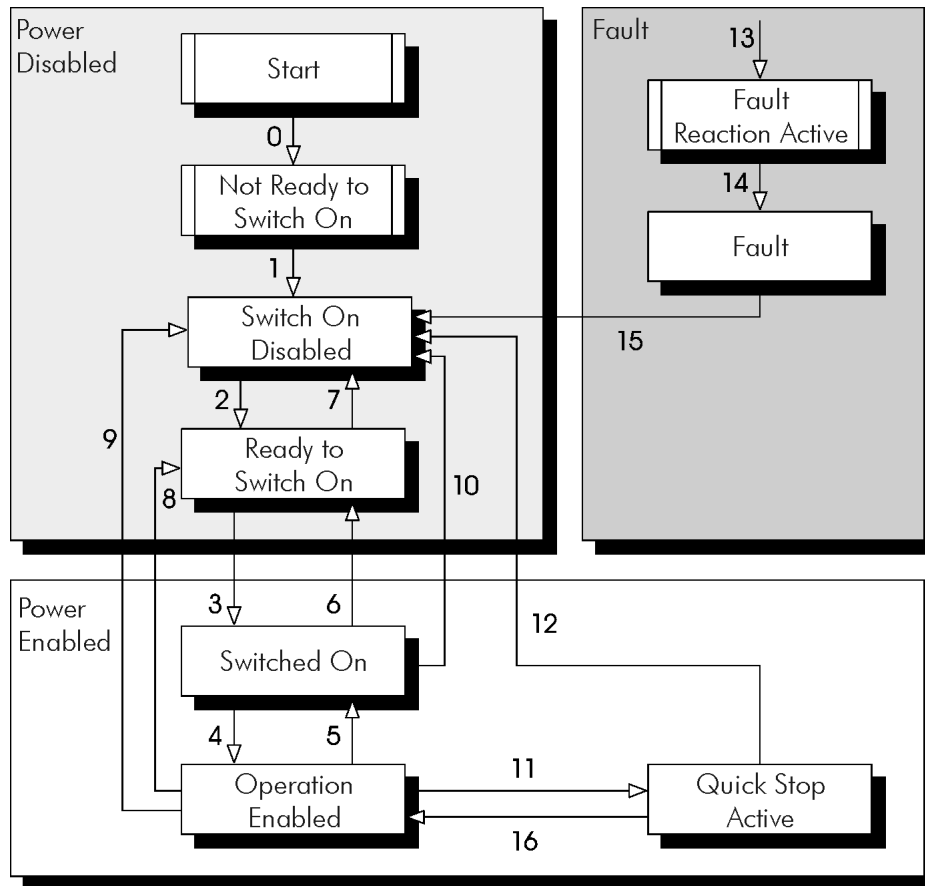 Power
Disabled
Start
0
Not Ready to
Switch On
1
Switch On
Disabled
2
7
9
Ready to
Switch On
8
10
Fault
13
Fault
Reaction Active
14
Fault
15
Power
Enabled
3
6
12
Switched On
4
5
Operation
Enabled
11
16
Quick Stop
Active